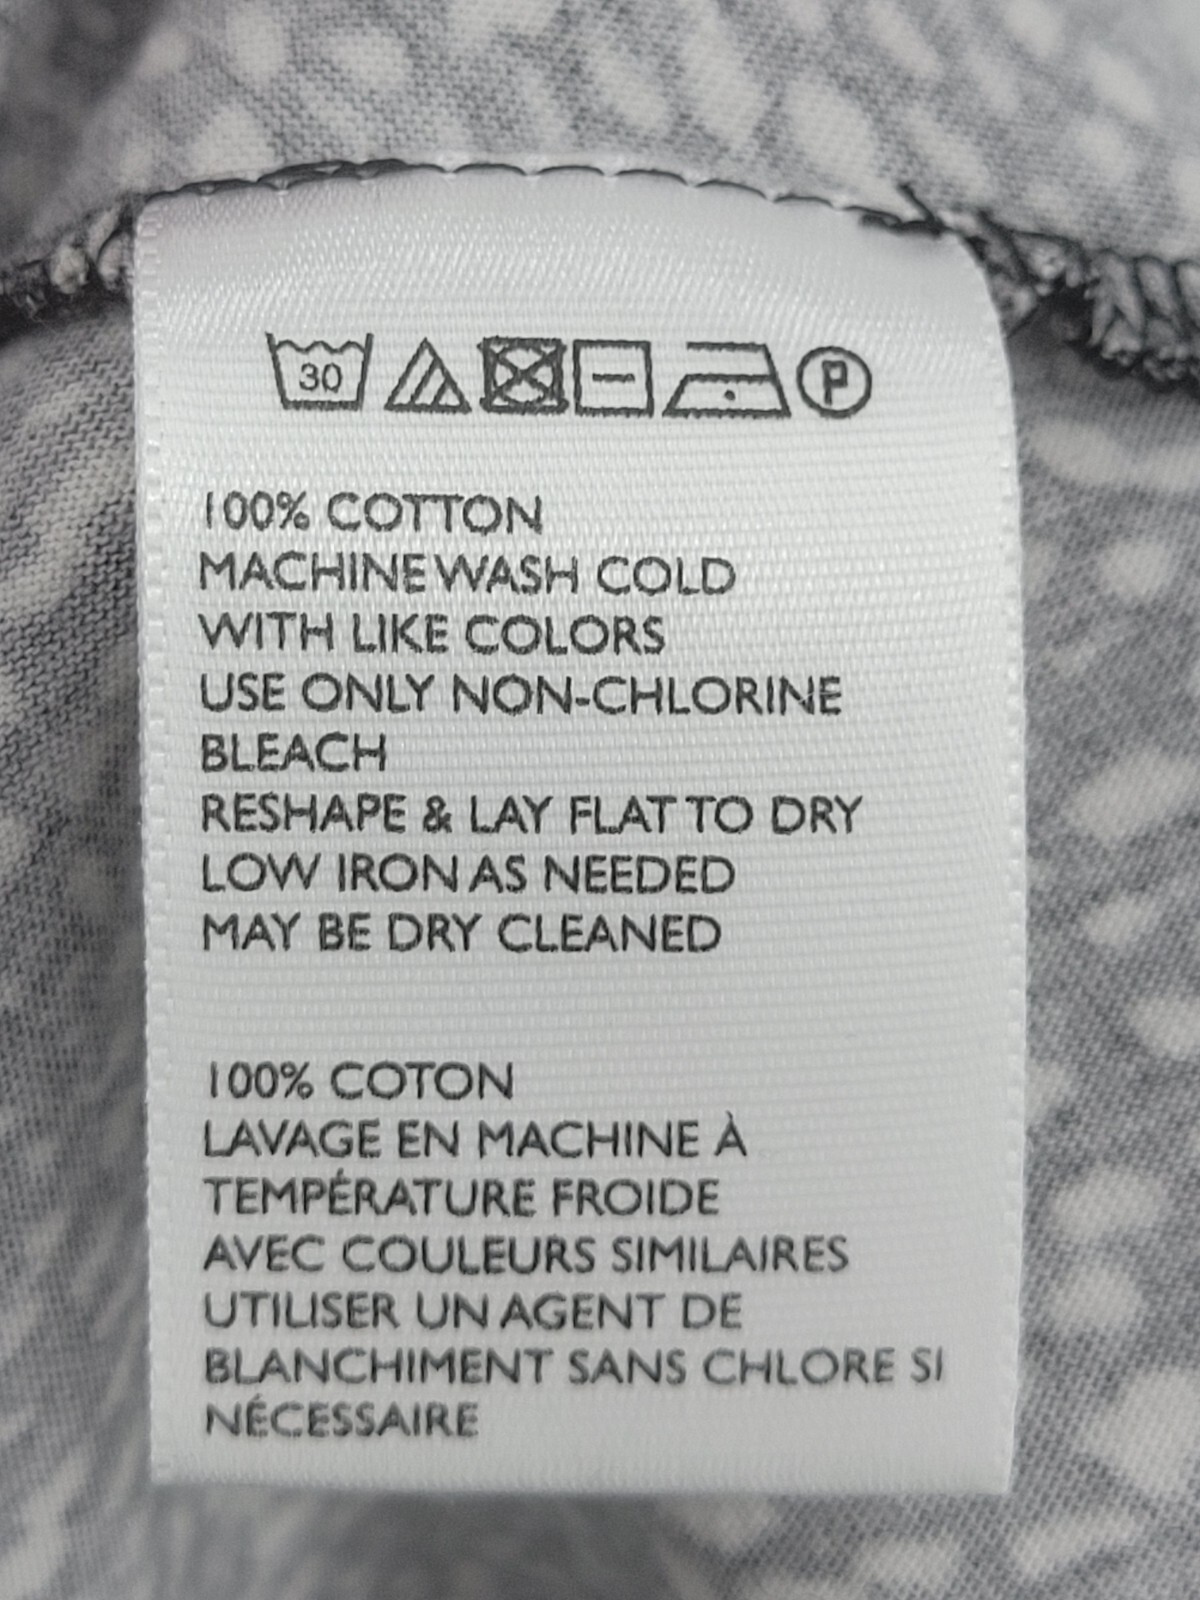 30 P
100% COTTON
MACHINE WASH COLD
WITH LIKE COLORS
USE ONLY NON-CHLORINE
BLEACH
RESHAPE & LAY FLAT TO DRY
LOW IRON AS NEEDED
MAY BE DRY CLEANED
100% COTON
LAVAGE EN MACHINE À
TEMPÉRATURE FROIDE
AVEC COULEURS SIMILAIRES
UTILISER UN AGENT DE
BLANCHIMENT SANS CHLORE SI
NÉCESSAIRE